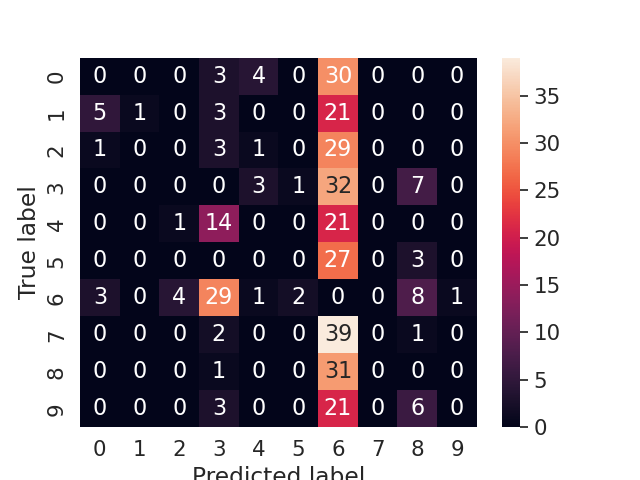 0 0 0 0 3 4 0 30 0 0 0
1 5 1 0 3 0 0 21 0 0 0
2 1 0 0 3 1 0 29 0 0 0
3 0 0 0 0 3 1 32 0 7 0
4 0 0 1 14 0 0 21 0 0 0
5 0 0 0 0 0 0 27 0 3 0
6 3 0 4 29 1 2 0 0 8 1
7 0 0 0 2 0 0 39 0 1 0
8 0 0 0 1 0 0 31 0 0 0
9 0 0 0 3 0 0 21 0 6 0
0 1 2 3 4 5 6 7 8 9
True label
Predicted label
35
30
25
20
15
10
5
0